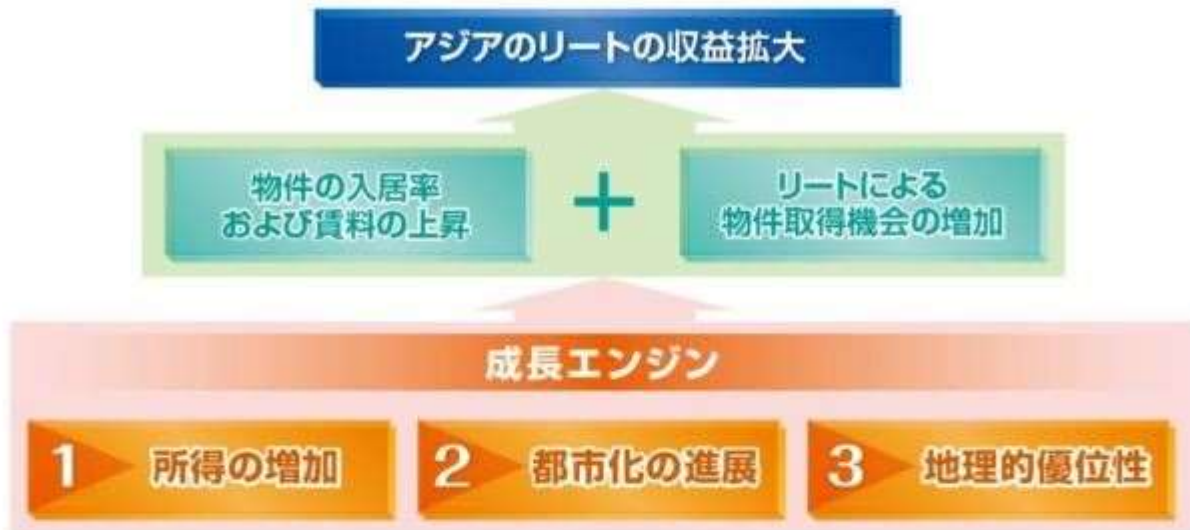 アジアのリートの収益拡大
物件の入居率
および賃料の上昇
+
リートによる
物件取得機会の増加
成長エンジン
1 所得の増加
2 都市化の進展
3 地理的優位性